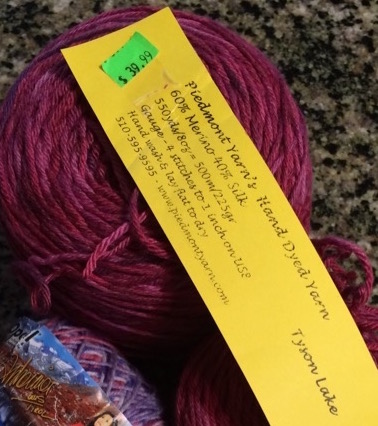 $ 39.99
Piedmont Yarn's Hand Dyed Yarn
60% Merino 40% Silk
550yds/8oz = 500m/225gr
Gauge - 4 stitches to 1 inch on US8
Hand wash & lay flat to dry
510-595-9595 - www.piedmontyarn.com
Tyson Lake